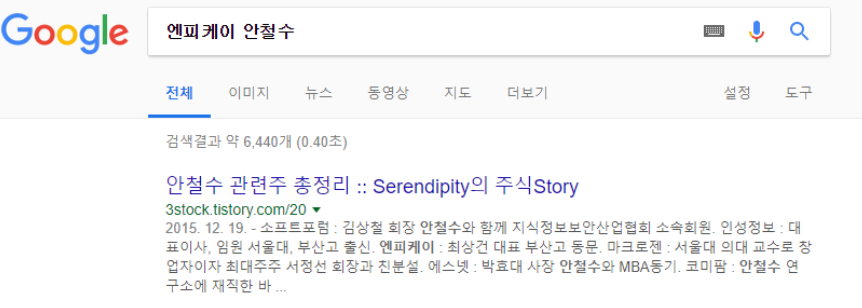 Google
엔피케이 안철수
전체 이미지 뉴스 동영상 지도 더보기 설정 도구
검색결과 약 6,440개 (0.40초)
안철수 관련주 총정리 :: Serendipity의 주식Story
3stock.tistory.com/20
2015. 12. 19. - 소프트포럼 : 김상철 회장 안철수와 함께 지식정보보안산업협회 소속회원. 인성정보 : 대
표이사, 임원 서울대, 부산고 출신. 엔피케이 : 최상건 대표 부산고 동문. 마크로젠 : 서울대 의대 교수로 창
업자이자 최대주주 서정선 회장과 친분설. 에스넷 : 박효대 사장 안철수와 MBA동기. 코미팜 : 안철수 연
구소에 재직한 바 ...